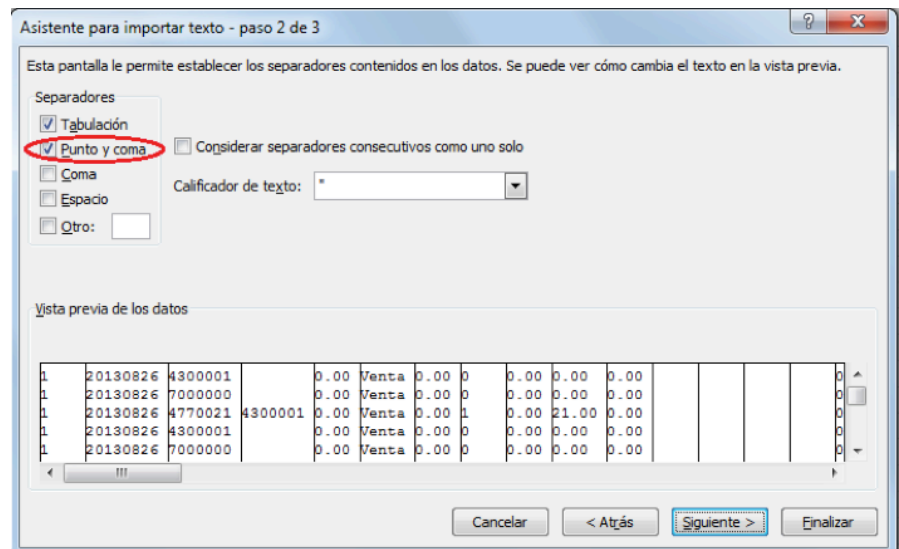 Asistente para importar texto - paso 2 de 3
Esta pantalla le permite establecer los separadores contenidos en los datos. Se puede ver cómo cambia el texto en la vista previa.
Separadores
Tabulación
Punto y coma
Considerar separadores consecutivos como uno solo
Coma
Calificador de texto: "
Espacio
Otro:
Vista previa de los datos
1 20130826 4300001 0.00 Venta 0.00 0 0.00 0.00 0.00 0
1 20130826 7000000 0.00 Venta 0.00 0 0.00 0.00 0.00 0
1 20130826 4770021 4300001 0.00 Venta 0.00 1 0.00 21.00 0.00 0
1 20130826 4300001 0.00 Venta 0.00 0 0.00 0.00 0.00 0
1 20130826 7000000 0.00 Venta 0.00 0 0.00 0.00 0.00 0
Cancelar < Atrás Siguiente > Finalizar